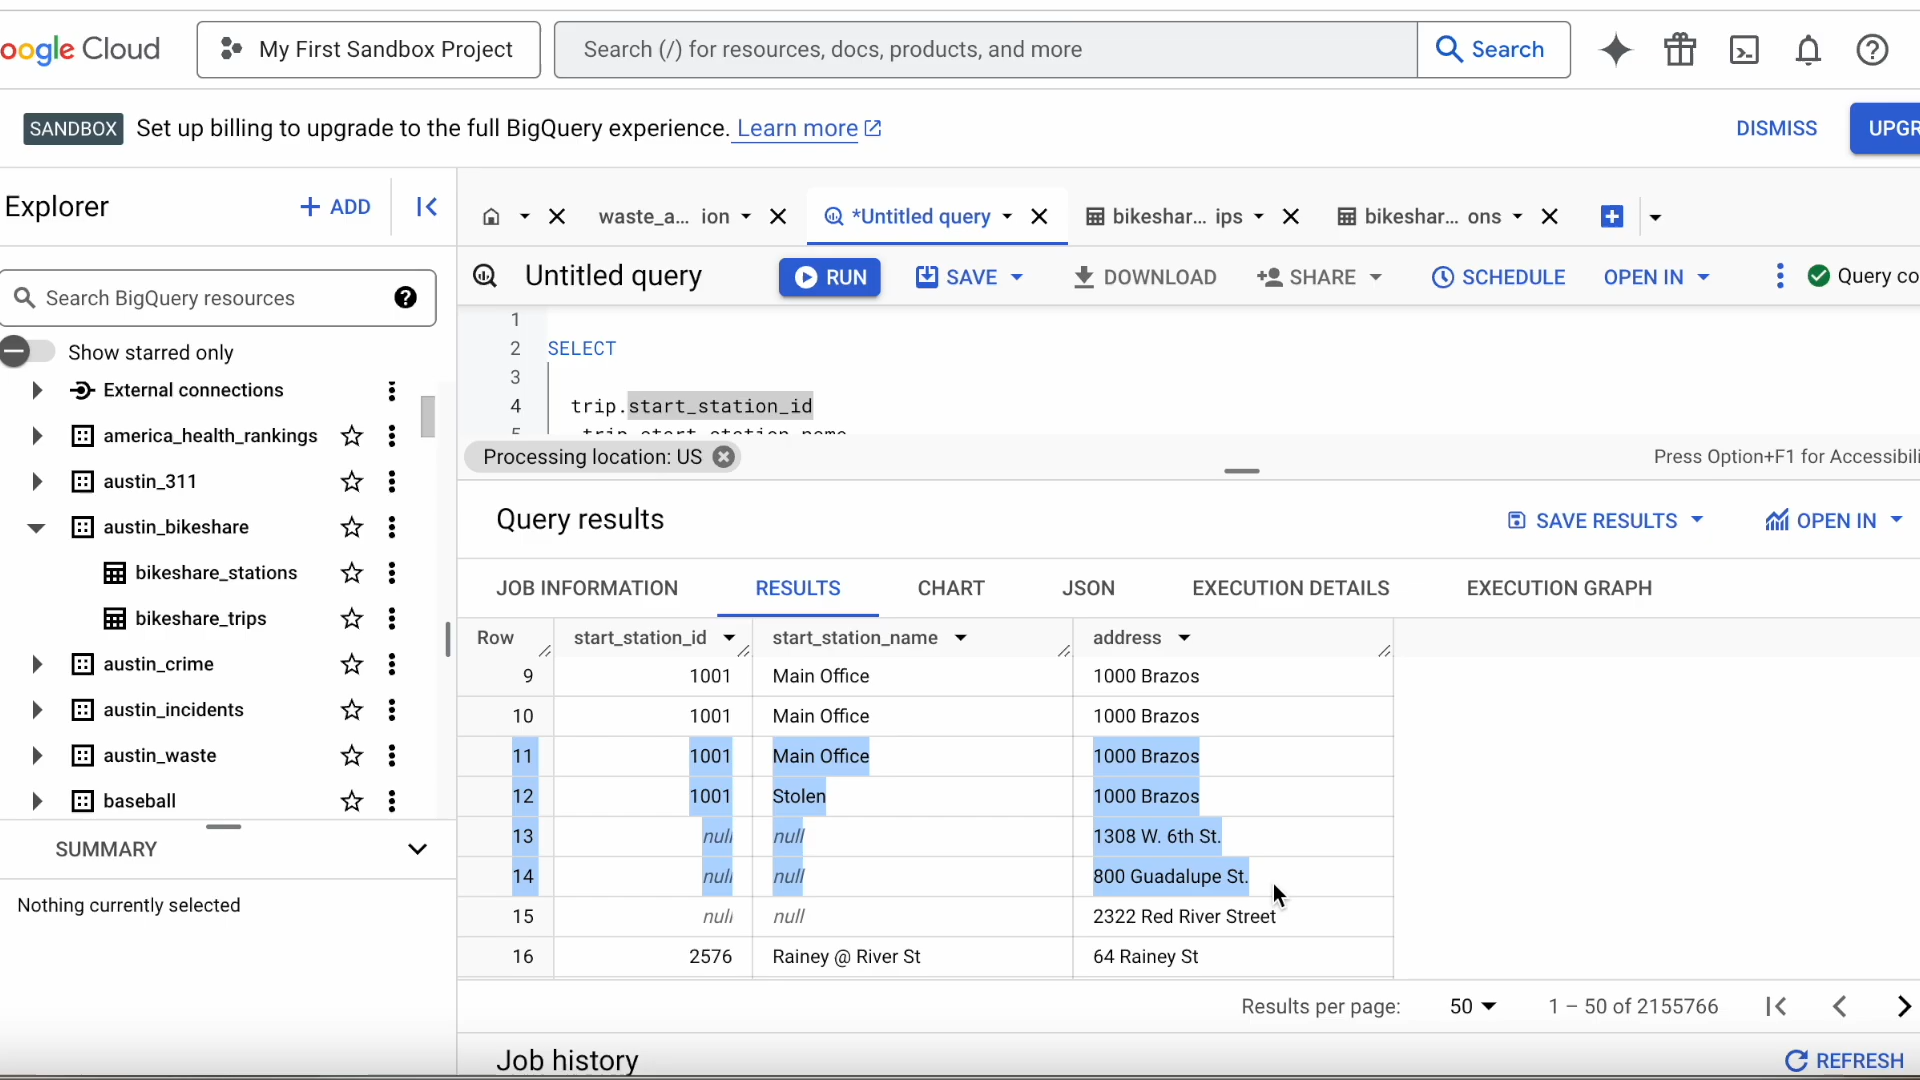 oogle Cloud
My First Sandbox Project
Search (/) for resources, docs, products, and more
Search
SANDBOX Set up billing to upgrade to the full BigQuery experience. Learn more
DISMISS
UPGR
Explorer
+ ADD
waste_a... ion
*Untitled query
bikeshar... ips
bikeshar... ons
Search BigQuery resources
Untitled query
RUN
SAVE
DOWNLOAD
SHARE
SCHEDULE
OPEN IN
Query co
Show starred only
External connections
america_health_rankings
austin_311
austin_bikeshare
bikeshare_stations
bikeshare_trips
austin_crime
austin_incidents
austin_waste
baseball
SUMMARY
Nothing currently selected
1
2 SELECT
3
4 trip.start_station_id
5 trip.start_station_name
Processing location: US
Press Option+F1 for Accessibili
Query results
SAVE RESULTS
OPEN IN
JOB INFORMATION RESULTS CHART JSON EXECUTION DETAILS EXECUTION GRAPH
Row start_station_id start_station_name address
9 1001 Main Office 1000 Brazos
10 1001 Main Office 1000 Brazos
11 1001 Main Office 1000 Brazos
12 1001 Stolen 1000 Brazos
13 null null 1308 W. 6th St.
14 null null 800 Guadalupe St.
15 null null 2322 Red River Street
16 2576 Rainey @ River St 64 Rainey St
Results per page: 50 1 – 50 of 2155766
Job history
REFRESH